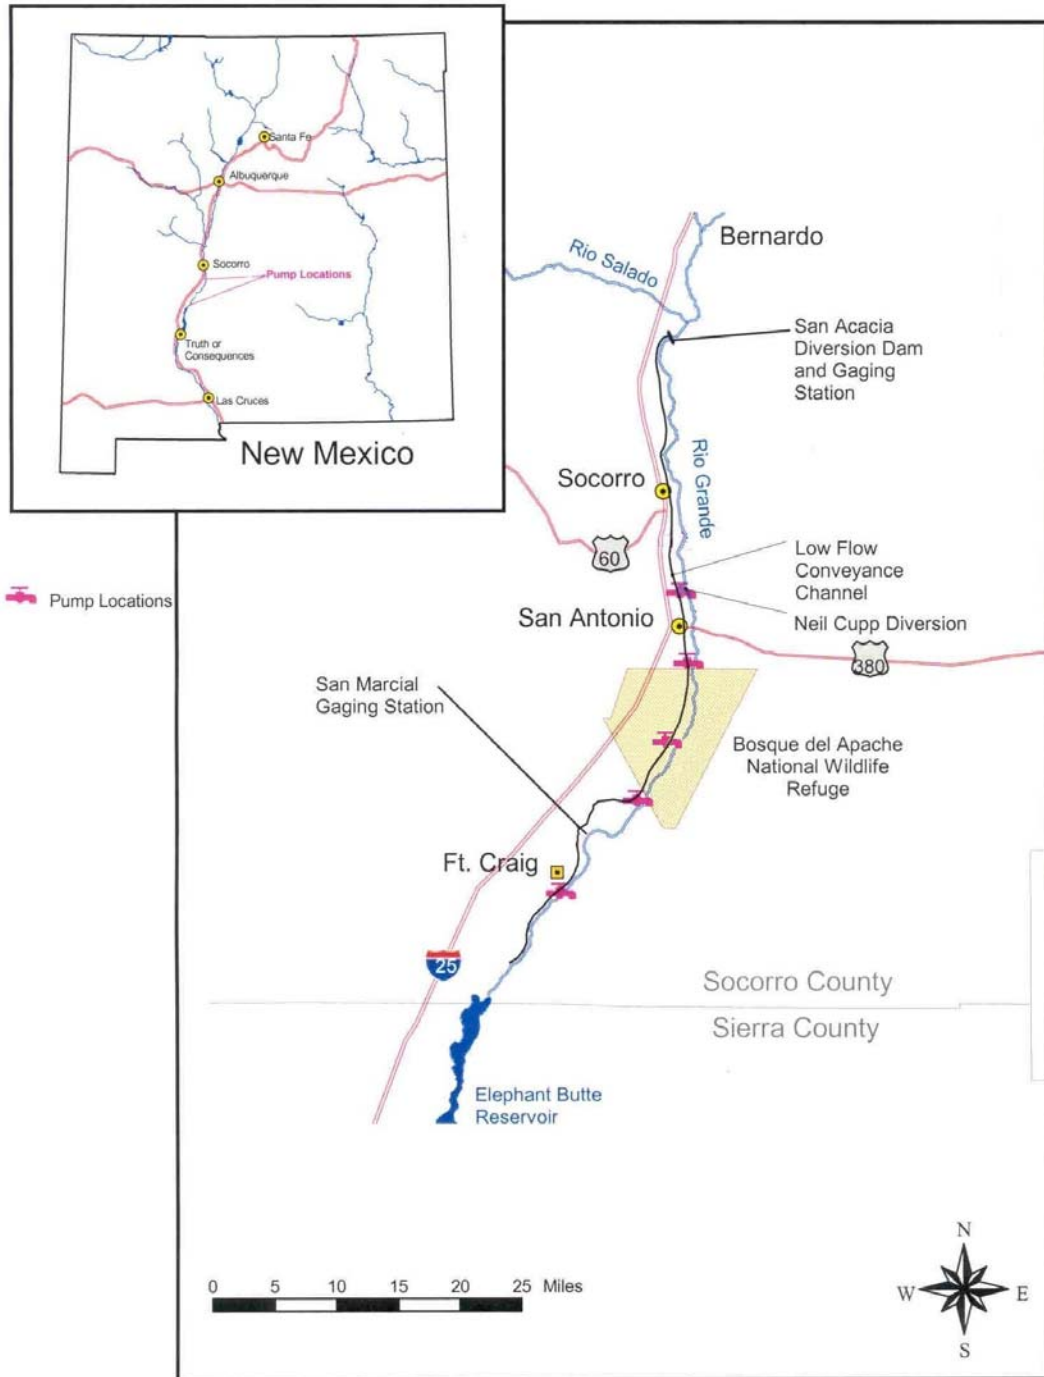 Santa Fe
Albuquerque
Socorro
Pump Locations
Truth or
Consequences
Las Cruces
New Mexico
Bernardo
Rio Salado
San Acacia
Diversion Dam
and Gaging
Station
Rio Grande
Socorro
60
Low Flow
Conveyance
Channel
Pump Locations
San Antonio
Neil Cupp Diversion
380
San Marcial
Gaging Station
Bosque del Apache
National Wildlife
Refuge
Ft. Craig
25
Socorro County
Sierra County
Elephant Butte
Reservoir
0 5 10 15 20 25 Miles
N
W E
S